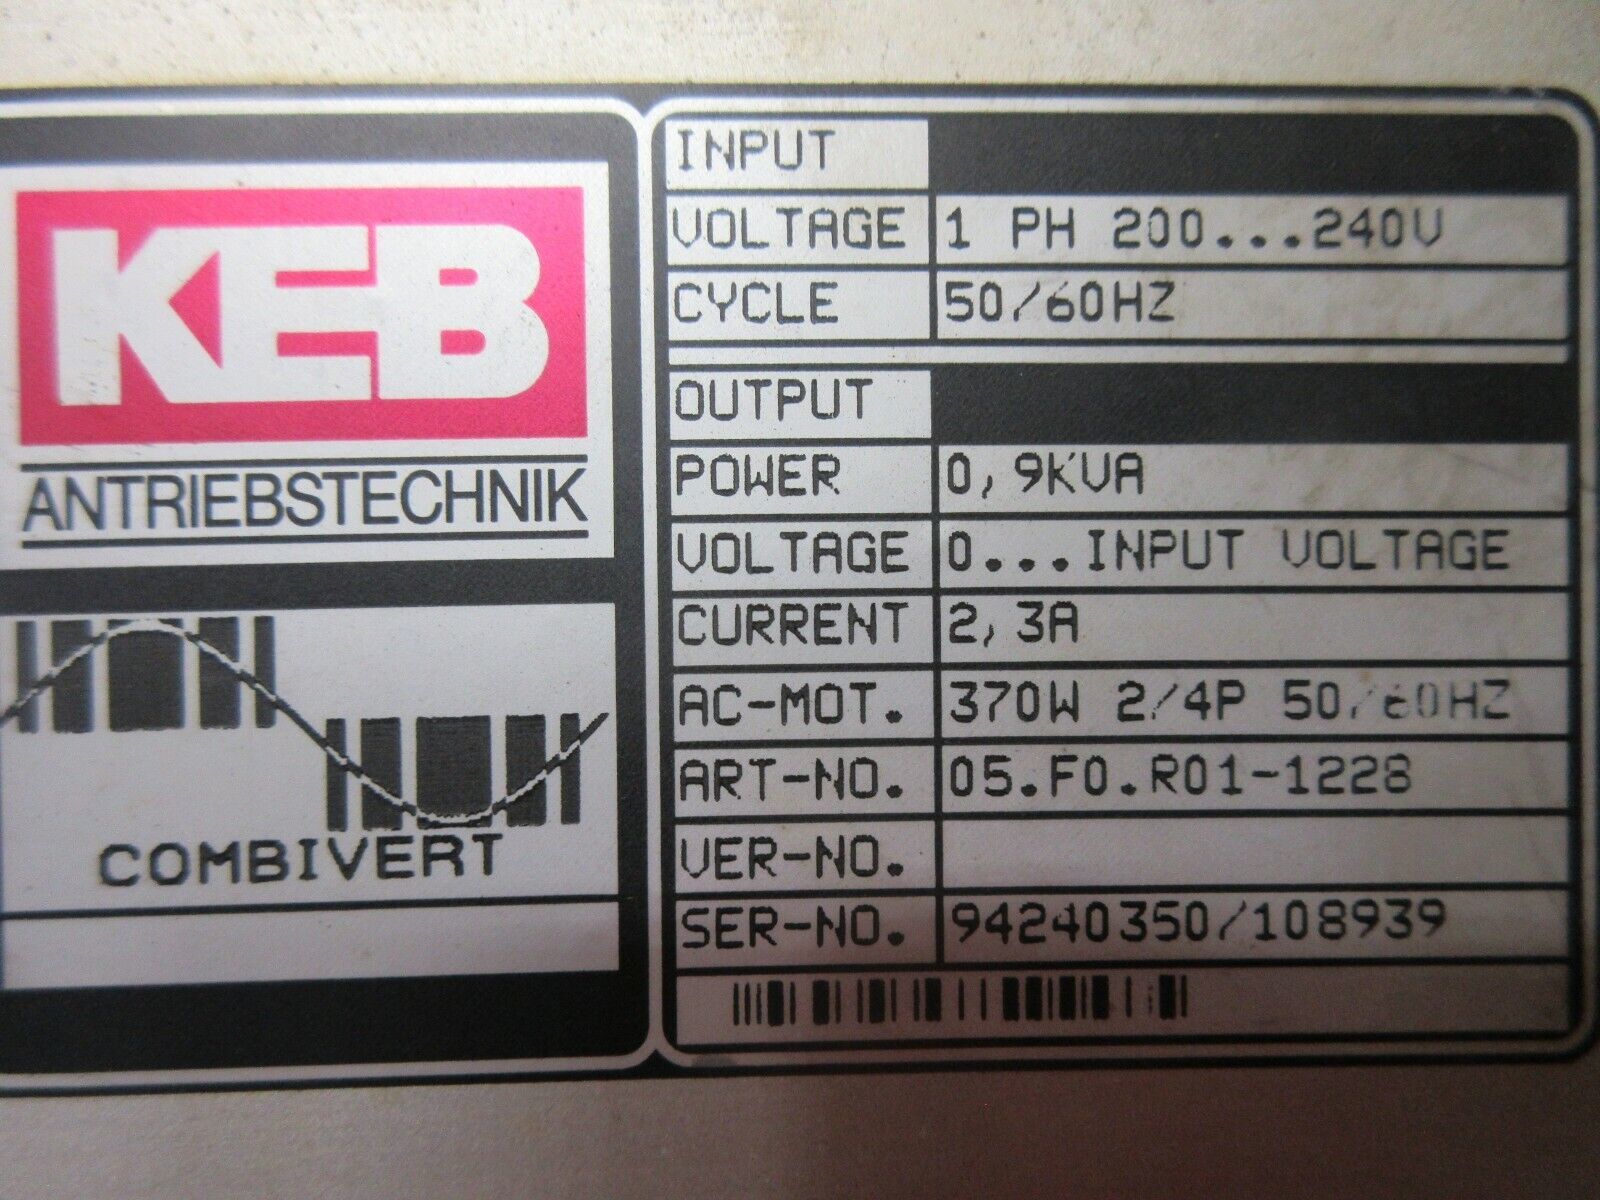 KEB
ANTRIEBSTECHNIK
COMBIVERT
INPUT
VOLTAGE 1 PH 200...240V
CYCLE 50/60HZ
OUTPUT
POWER 0,9KVA
VOLTAGE 0...INPUT VOLTAGE
CURRENT 2,3A
AC-MOT. 370W 2/4P 50/60HZ
ART-NO. 05.F0.R01-1228
VER-NO.
SER-NO. 94240350/108939